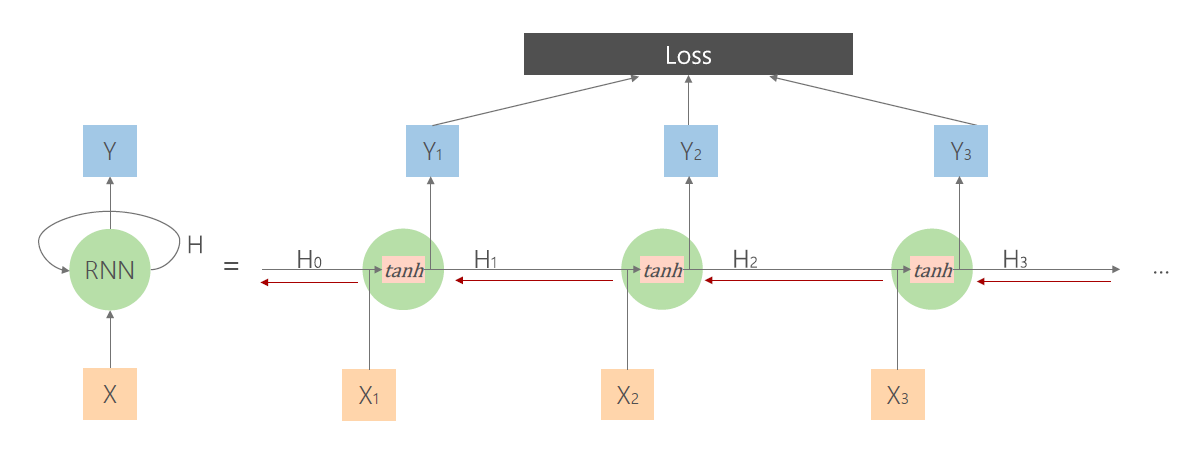 Loss
Y
Y1
Y2
Y3
H
RNN
=
H0
tanh
H1
tanh
H2
tanh
H3
...
X
X1
X2
X3